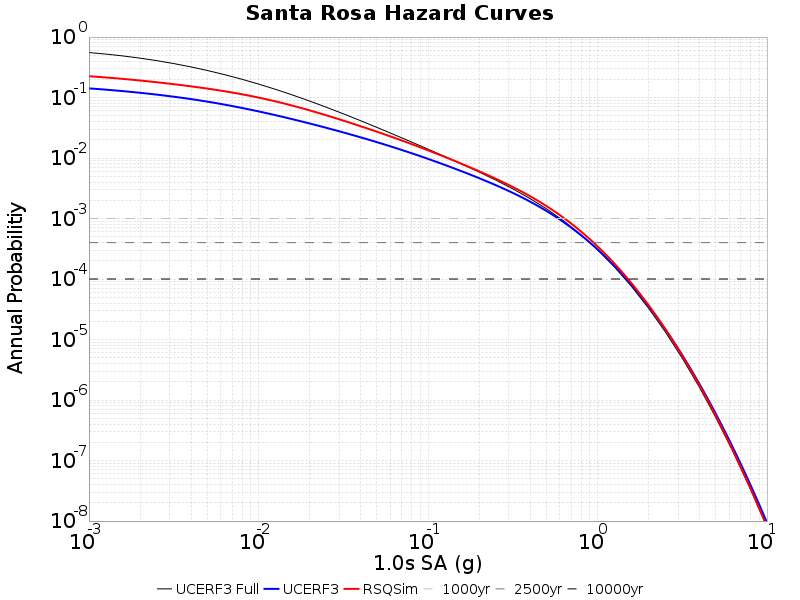 Santa Rosa Hazard Curves
Annual Probabilitiy
10^0
10^-1
10^-2
10^-3
10^-4
10^-5
10^-6
10^-7
10^-8
10^-3 10^-2 10^-1 10^0 10^1
1.0s SA (g)
UCERF3 Full UCERF3 RSQSim 1000yr 2500yr 10000yr